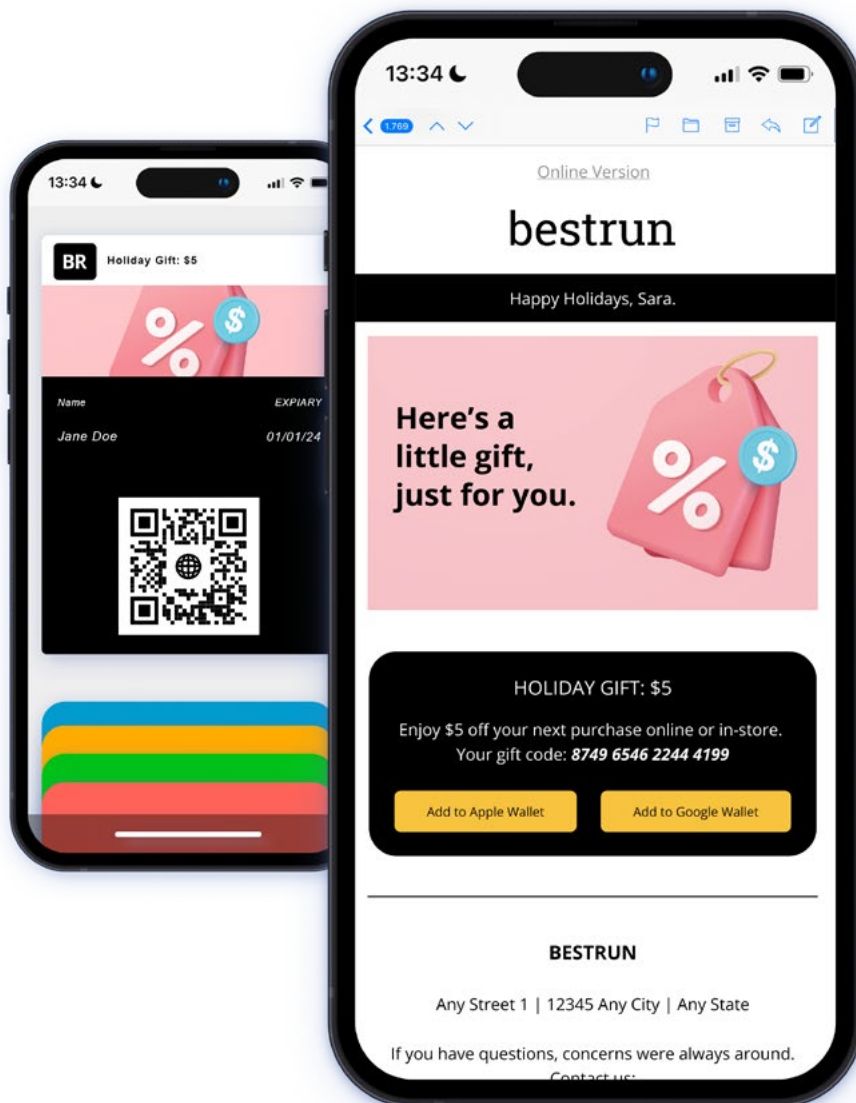 13:34
BR Holiday Gift: $5
%
$
Name EXPIARY
Jane Doe 01/01/24
13:34
1.769
Online Version
bestrun
Happy Holidays, Sara.
Here’s a
little gift,
just for you.
%
$
HOLIDAY GIFT: $5
Enjoy $5 off your next purchase online or in-store.
Your gift code: 8749 6546 2244 4199
Add to Apple Wallet Add to Google Wallet
BESTRUN
Any Street 1 | 12345 Any City | Any State
If you have questions, concerns were always around.
Contact us: